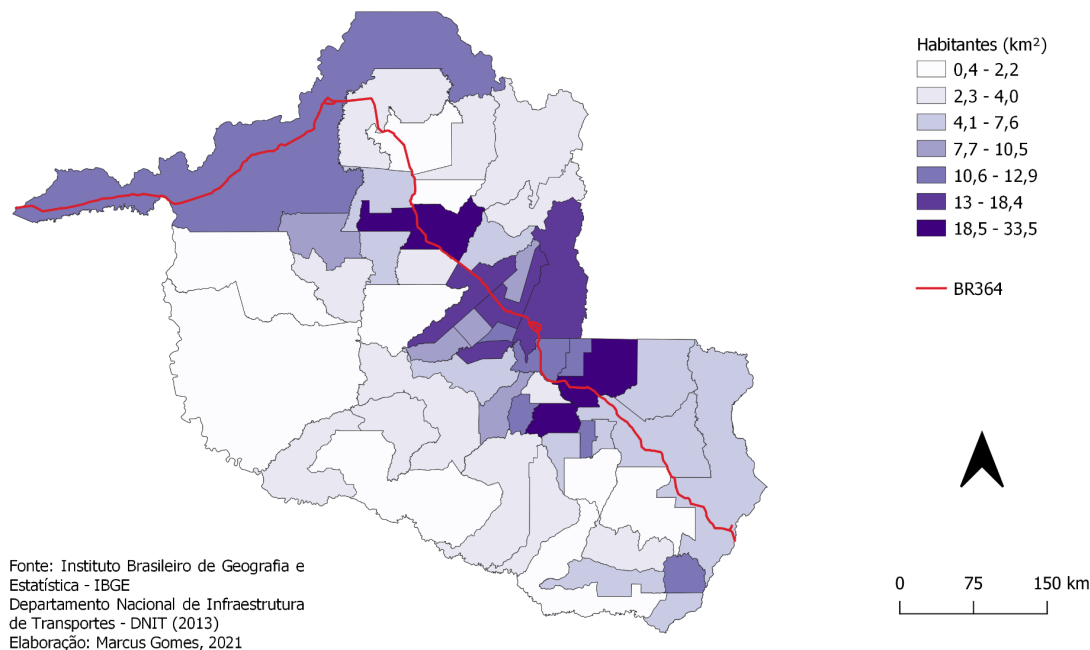 Habitantes (km²)
0,4 - 2,2
2,3 - 4,0
4,1 - 7,6
7,7 - 10,5
10,6 - 12,9
13 - 18,4
18,5 - 33,5
BR364
Fonte: Instituto Brasileiro de Geografia e
Estatística - IBGE
Departamento Nacional de Infraestrutura
de Transportes - DNIT (2013)
Elaboração: Marcus Gomes, 2021
0 75 150 km